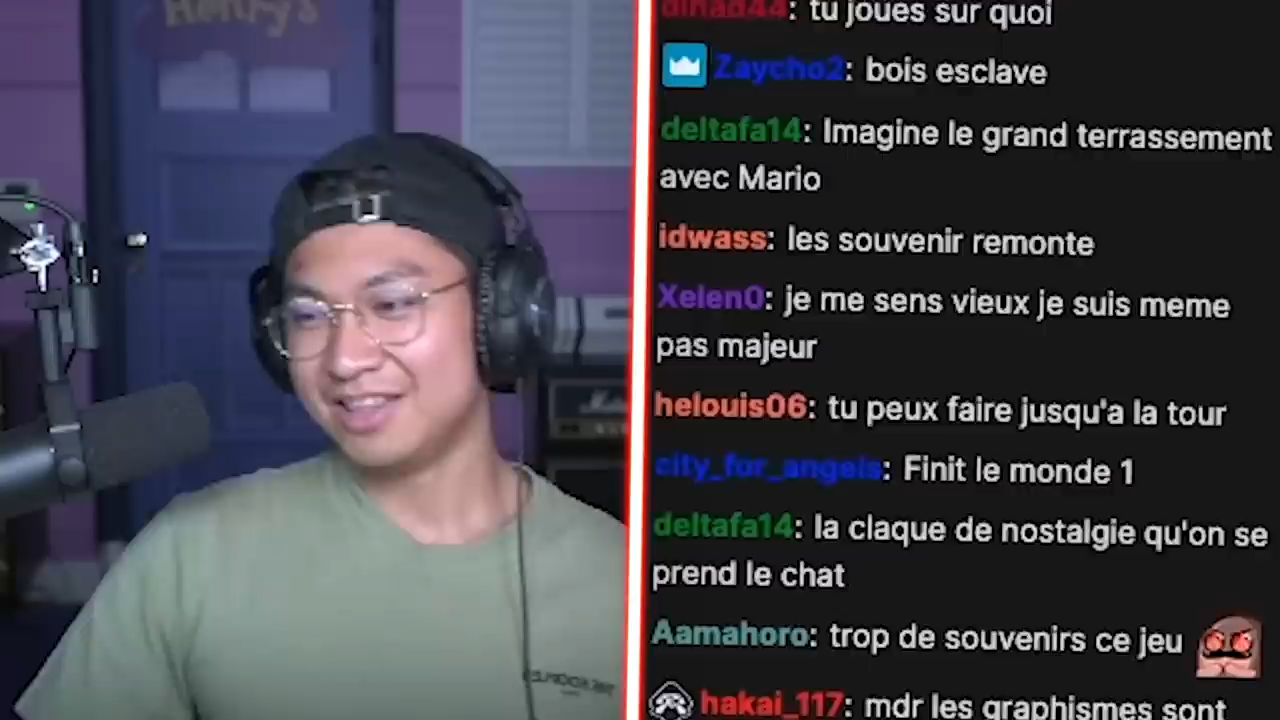 Henry's
dinad44: tu joues sur quoi
Zaycho2: bois esclave
deltafa14: Imagine le grand terrassement
avec Mario
idwass: les souvenir remonte
Xelen0: je me sens vieux je suis meme
pas majeur
helouis06: tu peux faire jusqu'a la tour
city_for_angels: Finit le monde 1
deltafa14: la claque de nostalgie qu'on se
prend le chat
Aamahoro: trop de souvenirs ce jeu
hakai_117: mdr les graphismes sont